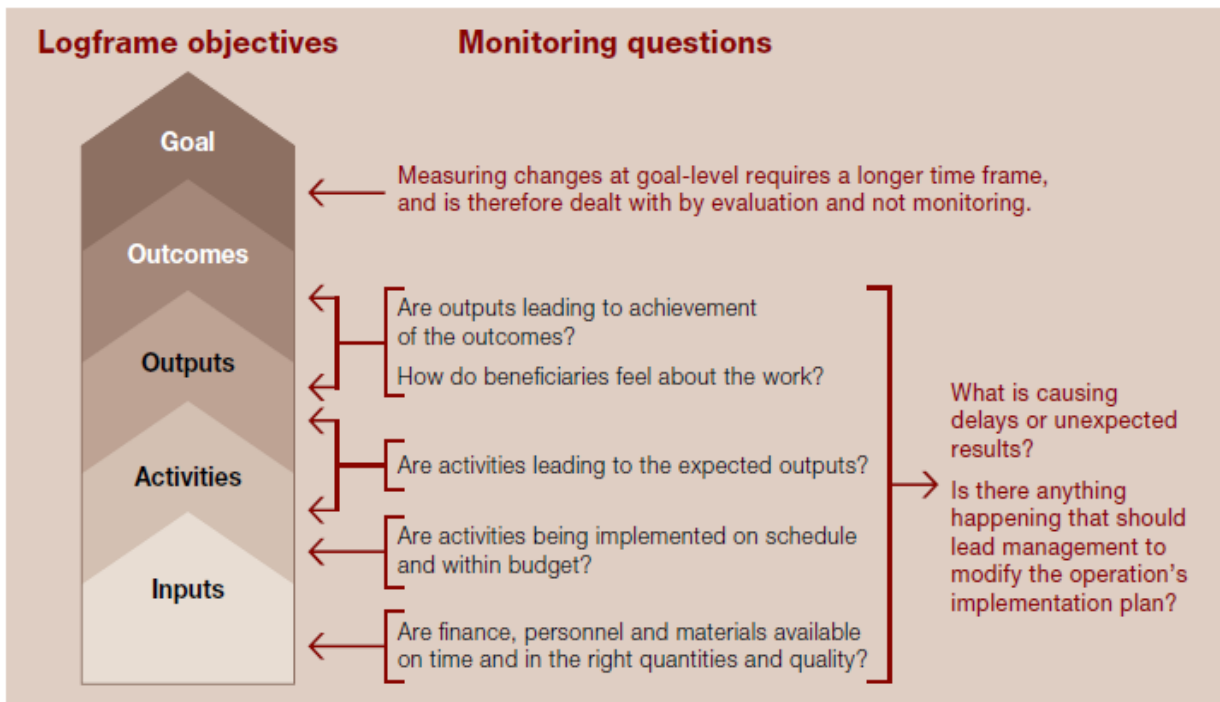 Logframe objectives
Monitoring questions
Goal
Measuring changes at goal-level requires a longer time frame,
and is therefore dealt with by evaluation and not monitoring.
Outcomes
Are outputs leading to achievement
of the outcomes?
How do beneficiaries feel about the work?
Outputs
Are activities leading to the expected outputs?
Activities
Are activities being implemented on schedule
and within budget?
Inputs
Are finance, personnel and materials available
on time and in the right quantities and quality?
What is causing
delays or unexpected
results?
Is there anything
happening that should
lead management to
modify the operation’s
implementation plan?